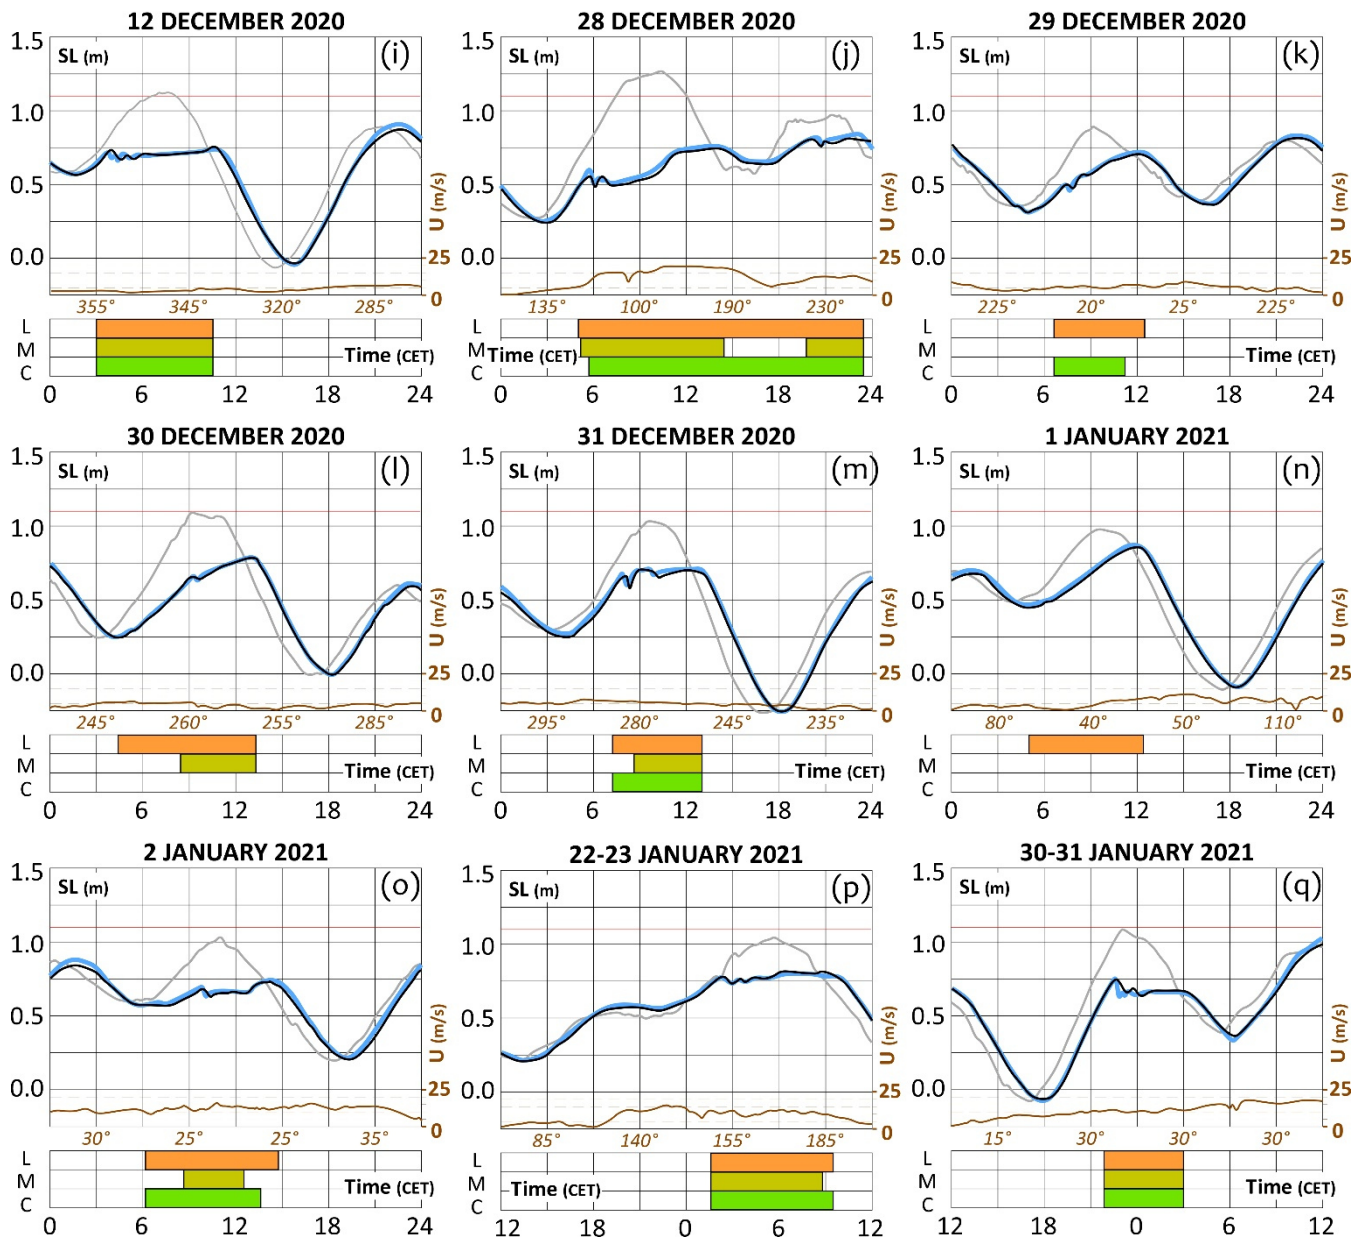 12 DECEMBER 2020 28 DECEMBER 2020 29 DECEMBER 2020
1.5 SL (m) (i) 1.5 SL (m) (j) 1.5 SL (m) (k)
1.0 1.0 1.0
0.5 0.5 0.5
U (m/s) U (m/s) U (m/s)
0.0 25 0.0 25 0.0 25
0 0 0
355° 345° 320° 285° 135° 100° 190° 230° 225° 20° 25° 225°
L L L
M Time (CET) M Time (CET) M Time (CET)
C C C
0 6 12 18 24 0 6 12 18 24 0 6 12 18 24
30 DECEMBER 2020 31 DECEMBER 2020 1 JANUARY 2021
1.5 SL (m) (l) 1.5 SL (m) (m) 1.5 SL (m) (n)
1.0 1.0 1.0
0.5 0.5 0.5
U (m/s) U (m/s) U (m/s)
0.0 25 0.0 25 0.0 25
0 0 0
245° 260° 255° 285° 295° 280° 245° 235° 80° 40° 50° 110°
L L L
M Time (CET) M Time (CET) M Time (CET)
C C C
0 6 12 18 24 0 6 12 18 24 0 6 12 18 24
2 JANUARY 2021 22-23 JANUARY 2021 30-31 JANUARY 2021
1.5 SL (m) (o) 1.5 SL (m) (p) 1.5 SL (m) (q)
1.0 1.0 1.0
0.5 0.5 0.5
U (m/s) U (m/s) U (m/s)
0.0 25 0.0 25 0.0 25
0 0 0
30° 25° 25° 35° 85° 140° 155° 185° 15° 30° 30° 30°
L L L
M Time (CET) M Time (CET) M Time (CET)
C C C
0 6 12 18 24 12 18 0 6 12 12 18 0 6 12